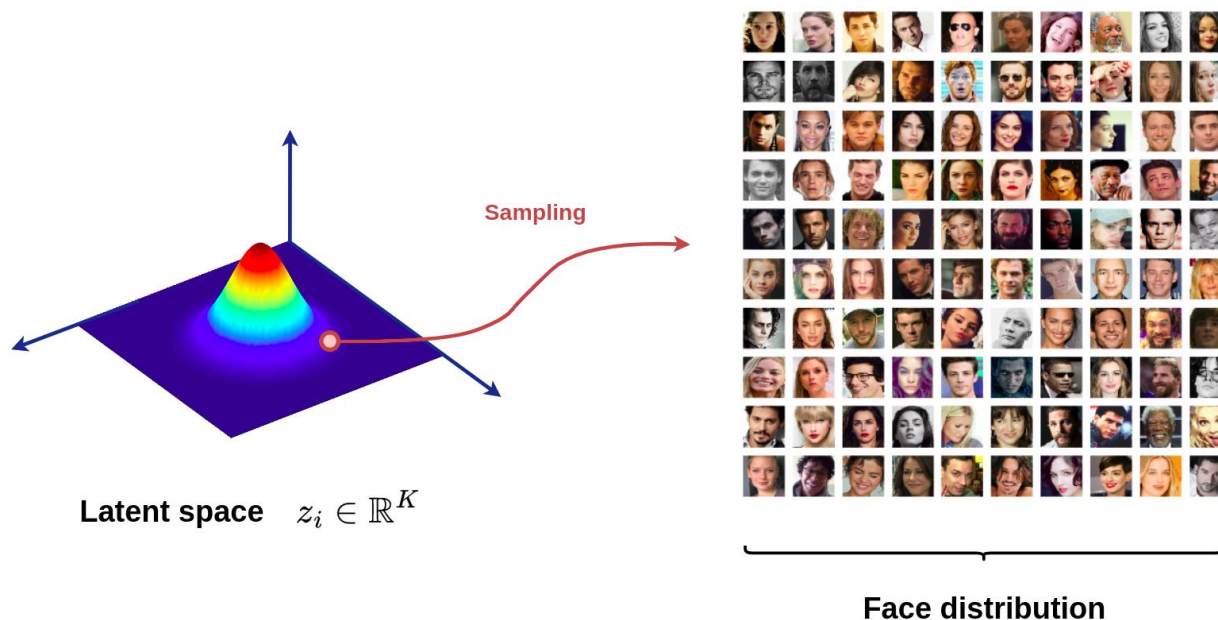 Sampling
Latent space z_i ∈ ℝ^K
Face distribution